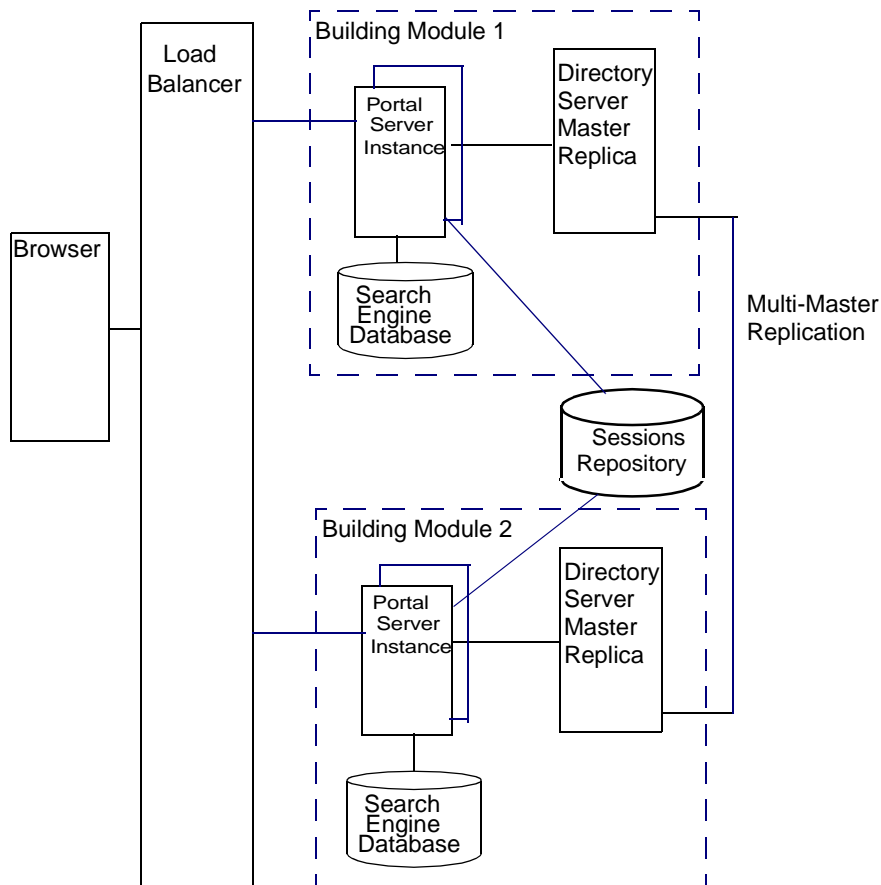 Building Module 1
Load
Balancer
Portal
Server
Instance
Directory
Server
Master
Replica
Browser
Search
Engine
Database
Multi-Master
Replication
Sessions
Repository
Building Module 2
Portal
Server
Instance
Directory
Server
Master
Replica
Search
Engine
Database